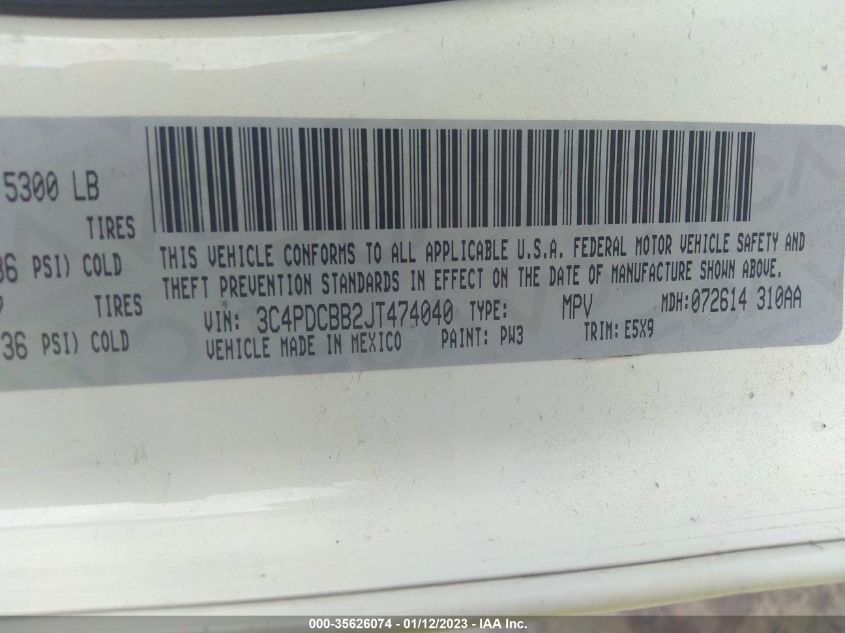 5300 LB
TIRES
36 PSI) COLD
TIRES
36 PSI) COLD
THIS VEHICLE CONFORMS TO ALL APPLICABLE U.S.A. FEDERAL MOTOR VEHICLE SAFETY AND
THEFT PREVENTION STANDARDS IN EFFECT ON THE DATE OF MANUFACTURE SHOWN ABOVE.
VIN: 3C4PDCBB2JT474040 TYPE: MPV MDH:072614 310AA
VEHICLE MADE IN MEXICO PAINT: PW3 TRIM: E5X9
000-35626074 - 01/12/2023 - IAA Inc.